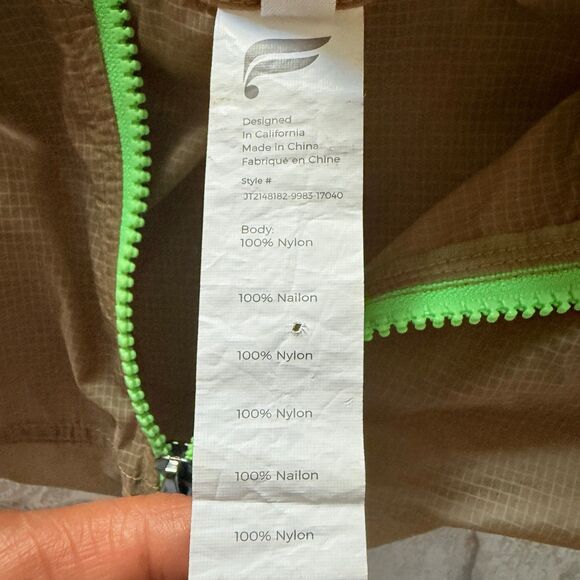 Designed
In California
Made in China
Fabriqué en Chine
Style #
JT2148182-9983-17040
Body:
100% Nylon
100% Nailon
100% Nylon
100% Nylon
100% Nailon
100% Nylon